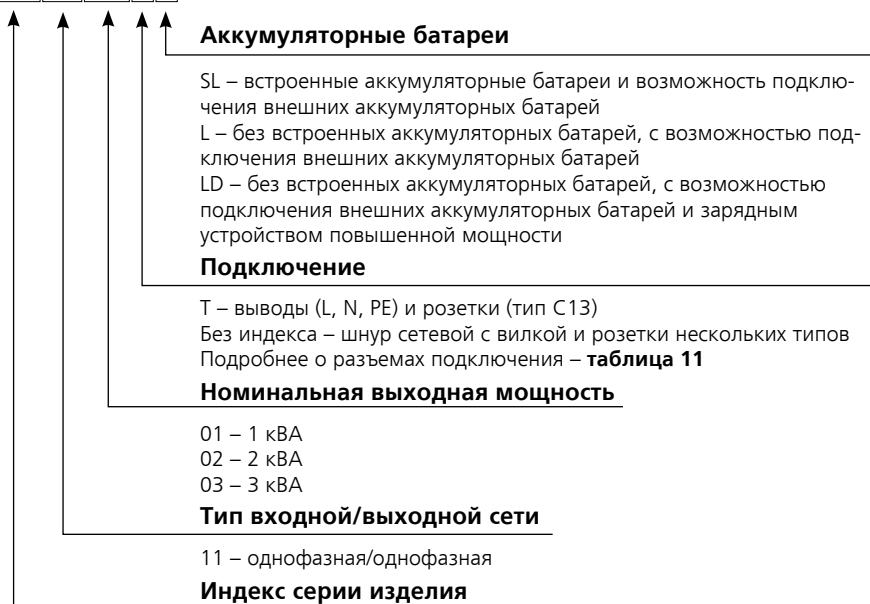 Аккумуляторные батареи
SL – встроенные аккумуляторные батареи и возможность подклю-
чения внешних аккумуляторных батарей
L – без встроенных аккумуляторных батарей, с возможностью под-
ключения внешних аккумуляторных батарей
LD – без встроенных аккумуляторных батарей, с возможностью
подключения внешних аккумуляторных батарей и зарядным
устройством повышенной мощности
Подключение
Т – выводы (L, N, PE) и розетки (тип С13)
Без индекса – шнур сетевой с вилкой и розетки нескольких типов
Подробнее о разъемах подключения – таблица 11
Номинальная выходная мощность
01 – 1 кВА
02 – 2 кВА
03 – 3 кВА
Тип входной/выходной сети
11 – однофазная/однофазная
Индекс серии изделия